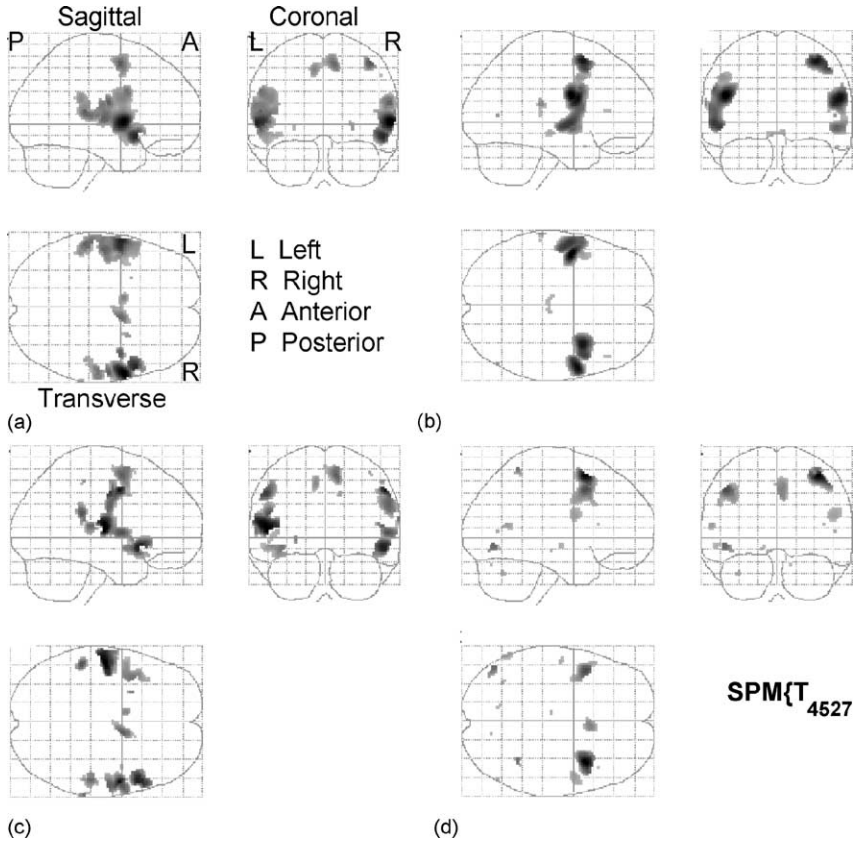 Sagittal Coronal
P A L R
L
R
Transverse
L Left
R Right
A Anterior
P Posterior
(a)
(b)
SPM{T4527
(c)
(d)